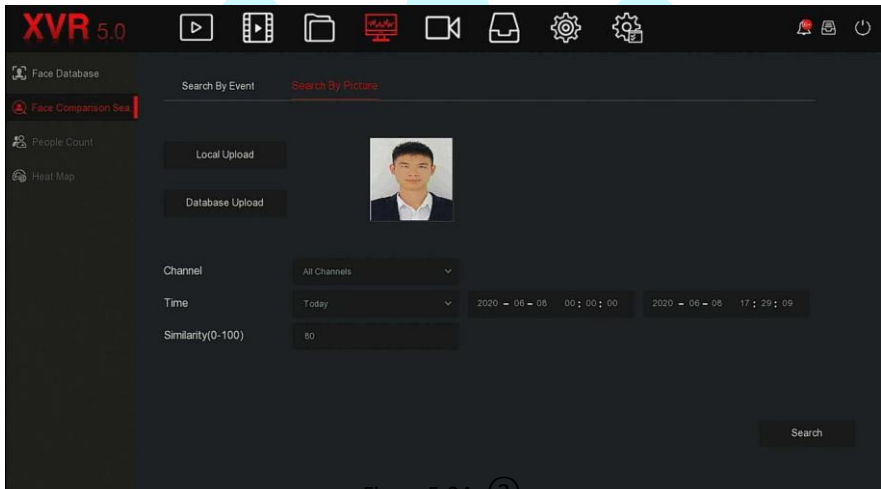 XVR 5.0
Face Database
Search By Event Search By Picture
Face Comparison Sea
People Count
Local Upload
Heat Map
Database Upload
Channel All Channels
Time Today 2020 - 06 - 08 00 : 00 : 00 2020 - 06 - 08 17 : 29 : 09
Similarity(0-100) 80
Search